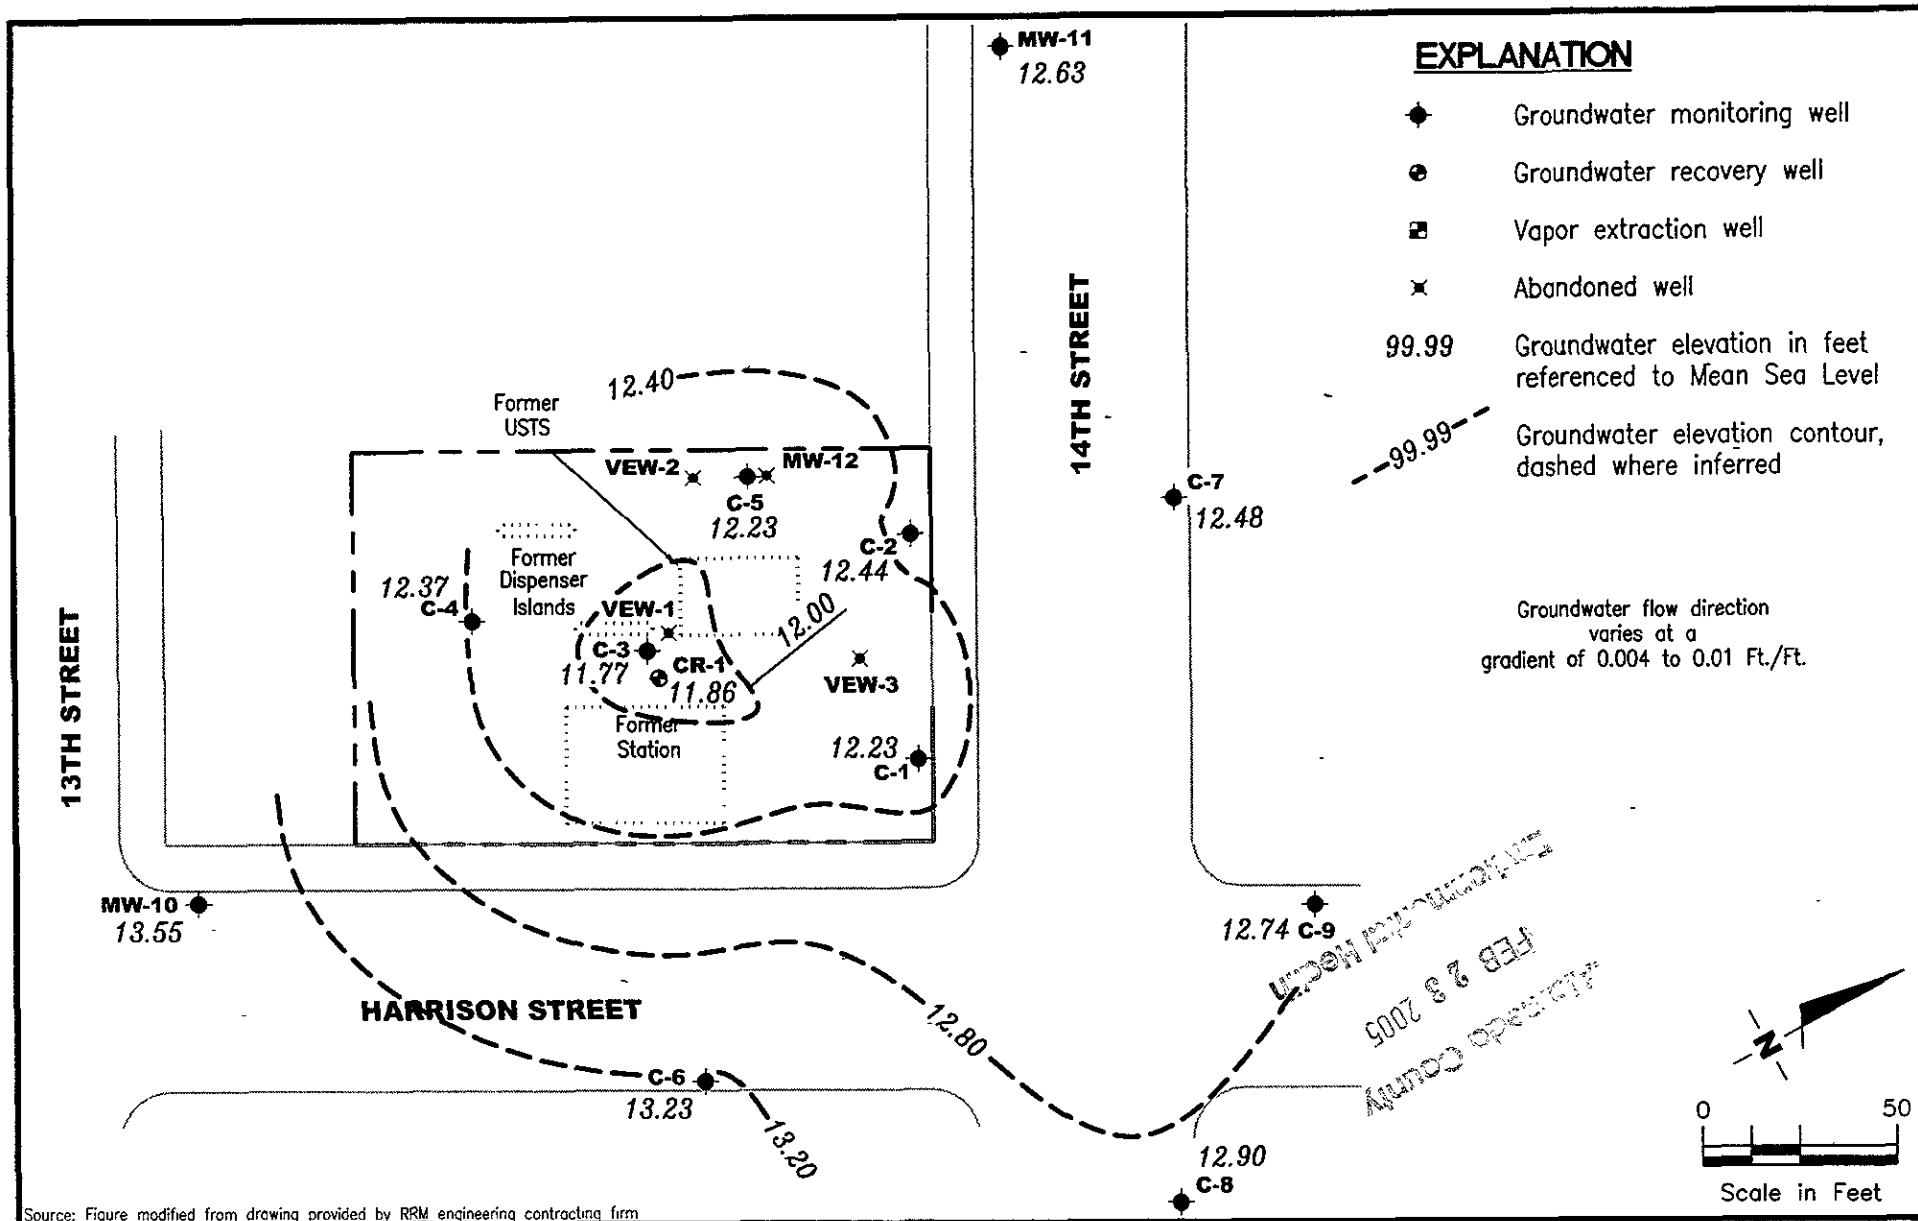 MW-11
12.63
EXPLANATION
Groundwater monitoring well
Groundwater recovery well
Vapor extraction well
Abandoned well
99.99
Groundwater elevation in feet
referenced to Mean Sea Level
99.99
Groundwater elevation contour,
dashed where inferred
Groundwater flow direction
varies at a
gradient of 0.004 to 0.01 Ft./Ft.
14TH STREET
12.40
Former
USTS
VEW-2
MW-12
C-5
12.23
C-7
12.48
C-2
12.44
Former
Dispenser
Islands
12.37
C-4
VEW-1
12.00
C-3
11.77
CR-1
11.86
VEW-3
Former
Station
12.23
C-1
13TH STREET
MW-10
13.55
12.74 C-9
HARRISON STREET
12.80
C-6
13.23
13.20
12.90
C-8
Alameda County
FEB 23 2005
Environmental Health
N
0 50
Scale in Feet
Source: Figure modified from drawing provided by RRM engineering contracting firm